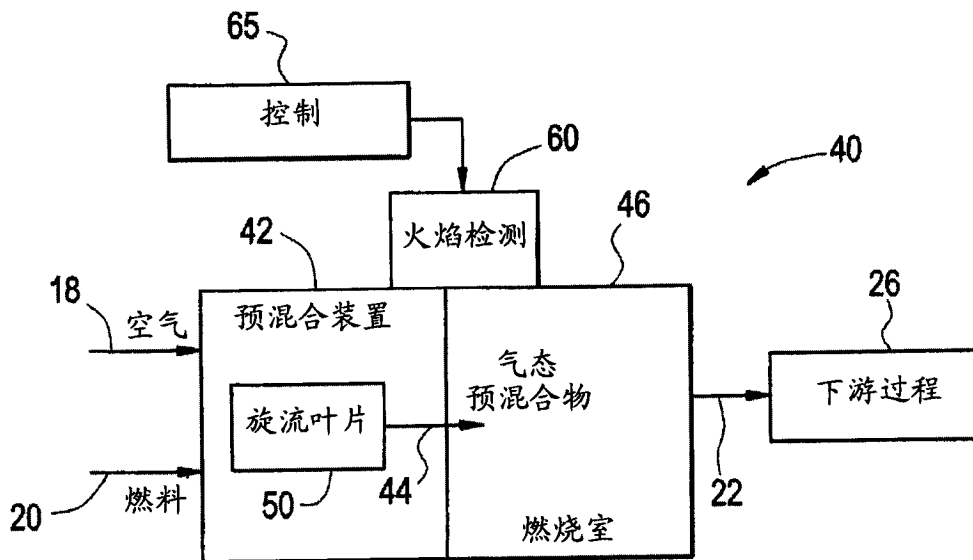 65
控制
60
40
火焰检测
42
46
18
空气
预混合装置
26
气态
预混合物
下游过程
旋流叶片
20
燃料
50
44
22
燃烧室